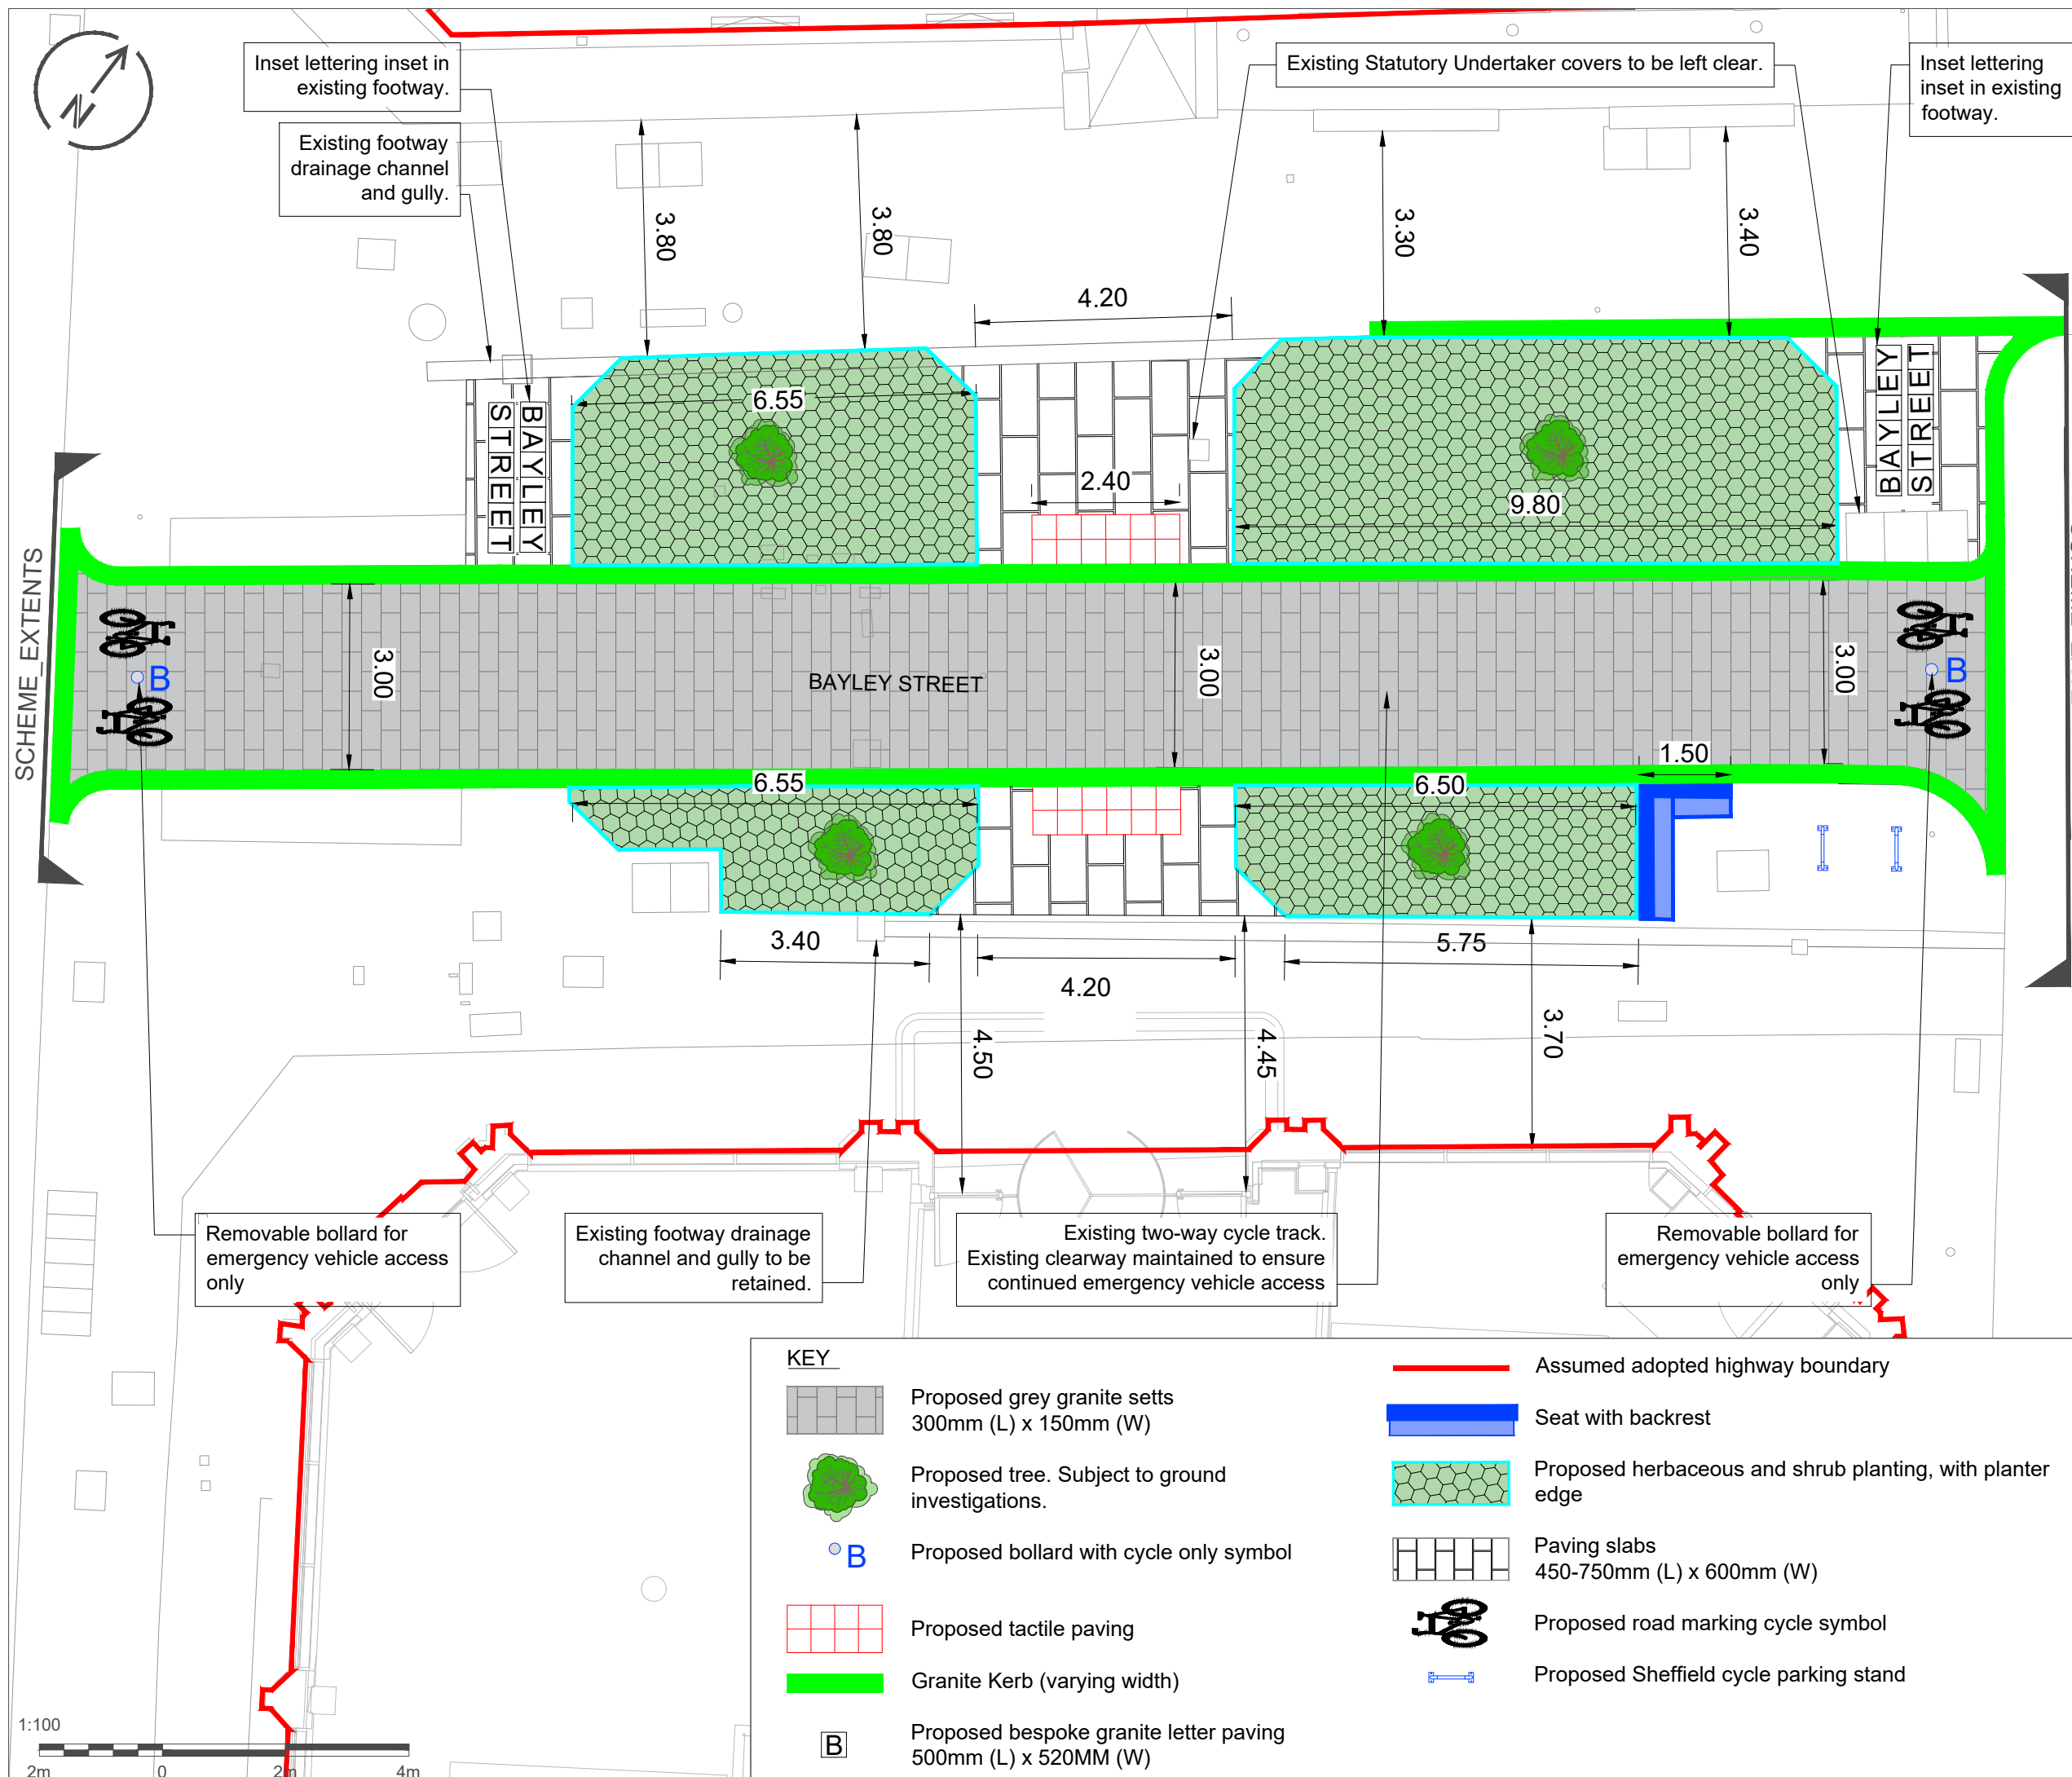 N
Inset lettering inset in
existing footway.
Existing footway
drainage channel
and gully.
Existing Statutory Undertaker covers to be left clear.
Inset lettering
inset in existing
footway.
3.80
3.80
3.30
3.40
4.20
6.55
2.40
9.80
BAYLEY
STREET
BAYLEY
STREET
SCHEME_EXTENTS
B
3.00
BAYLEY STREET
3.00
3.00
B
6.55
6.50
1.50
3.40
4.20
5.75
4.50
4.45
3.70
Removable bollard for
emergency vehicle access
only
Existing footway drainage
channel and gully to be
retained.
Existing two-way cycle track.
Existing clearway maintained to ensure
continued emergency vehicle access
Removable bollard for
emergency vehicle access
only
KEY
Proposed grey granite setts
300mm (L) x 150mm (W)
Proposed tree. Subject to ground
investigations.
B
Proposed bollard with cycle only symbol
Proposed tactile paving
Granite Kerb (varying width)
B
Proposed bespoke granite letter paving
500mm (L) x 520MM (W)
Assumed adopted highway boundary
Seat with backrest
Proposed herbaceous and shrub planting, with planter
edge
Paving slabs
450-750mm (L) x 600mm (W)
Proposed road marking cycle symbol
Proposed Sheffield cycle parking stand
1:100
2m 0 2m 4m